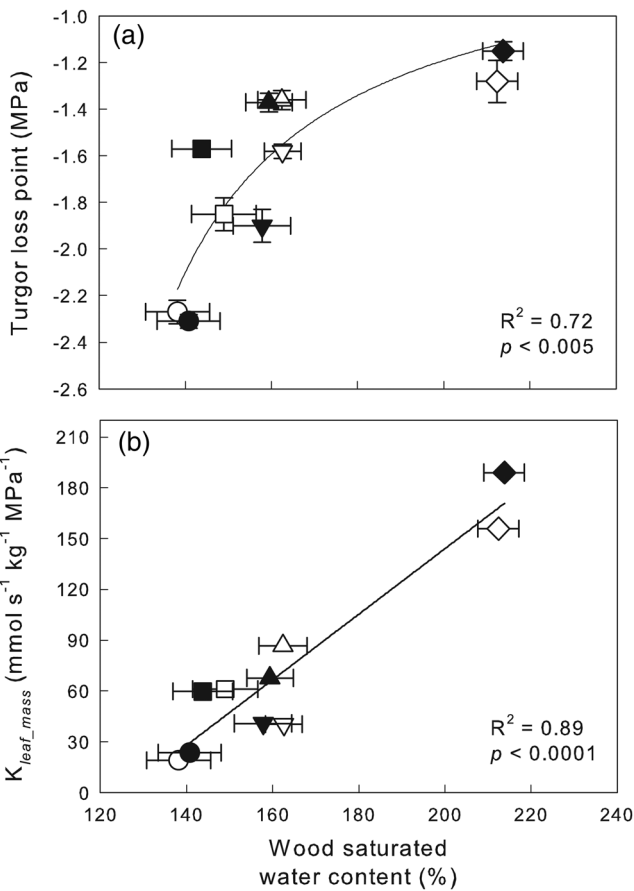 (a)
Turgor loss point (MPa)
-1.0
-1.2
-1.4
-1.6
-1.8
-2.0
-2.2
-2.4
-2.6
R² = 0.72
p < 0.005
(b)
K_leaf_mass (mmol s⁻¹ kg⁻¹ MPa⁻¹)
210
180
150
120
90
60
30
0
R² = 0.89
p < 0.0001
120 140 160 180 200 220 240
Wood saturated
water content (%)